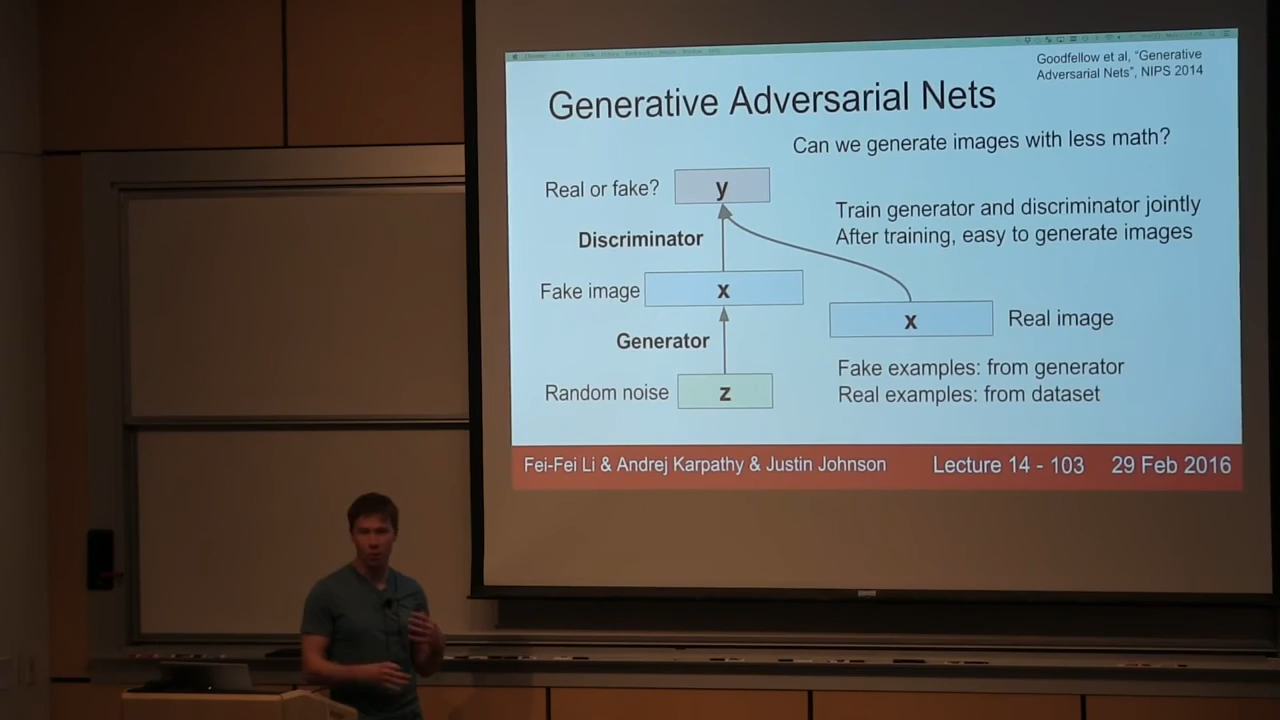 Goodfellow et al, “Generative
Adversarial Nets”, NIPS 2014
Generative Adversarial Nets
Can we generate images with less math?
Real or fake?
y
Train generator and discriminator jointly
After training, easy to generate images
Discriminator
Fake image
x
x
Real image
Generator
Fake examples: from generator
Real examples: from dataset
Random noise
z
Fei-Fei Li & Andrej Karpathy & Justin Johnson
Lecture 14 - 103
29 Feb 2016